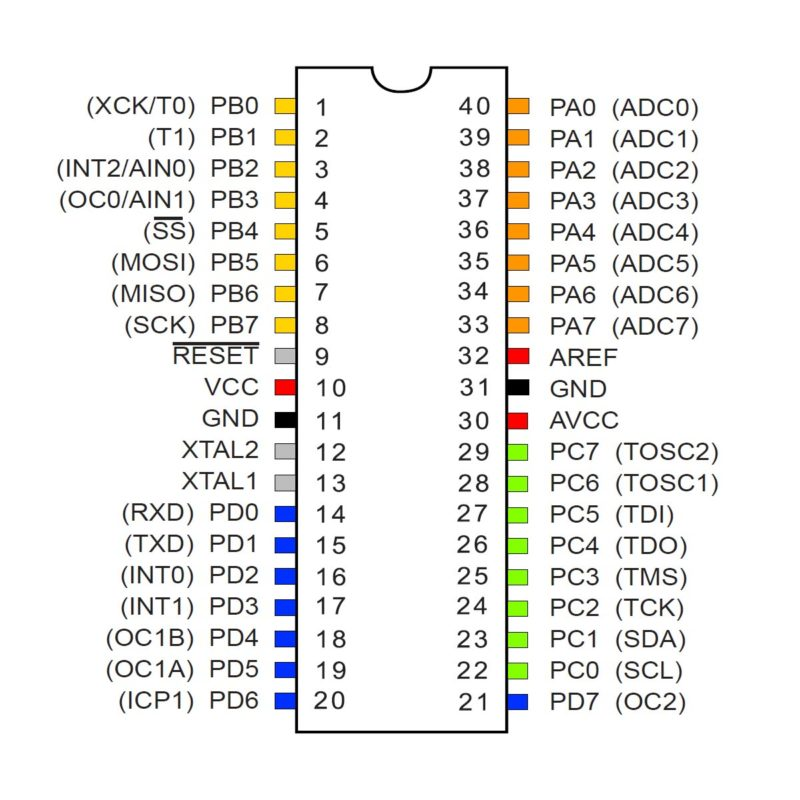 (XCK/T0) PB0 1 40 PA0 (ADC0)
(T1) PB1 2 39 PA1 (ADC1)
(INT2/AIN0) PB2 3 38 PA2 (ADC2)
(OC0/AIN1) PB3 4 37 PA3 (ADC3)
(SS) PB4 5 36 PA4 (ADC4)
(MOSI) PB5 6 35 PA5 (ADC5)
(MISO) PB6 7 34 PA6 (ADC6)
(SCK) PB7 8 33 PA7 (ADC7)
RESET 9 32 AREF
VCC 10 31 GND
GND 11 30 AVCC
XTAL2 12 29 PC7 (TOSC2)
XTAL1 13 28 PC6 (TOSC1)
(RXD) PD0 14 27 PC5 (TDI)
(TXD) PD1 15 26 PC4 (TDO)
(INT0) PD2 16 25 PC3 (TMS)
(INT1) PD3 17 24 PC2 (TCK)
(OC1B) PD4 18 23 PC1 (SDA)
(OC1A) PD5 19 22 PC0 (SCL)
(ICP1) PD6 20 21 PD7 (OC2)